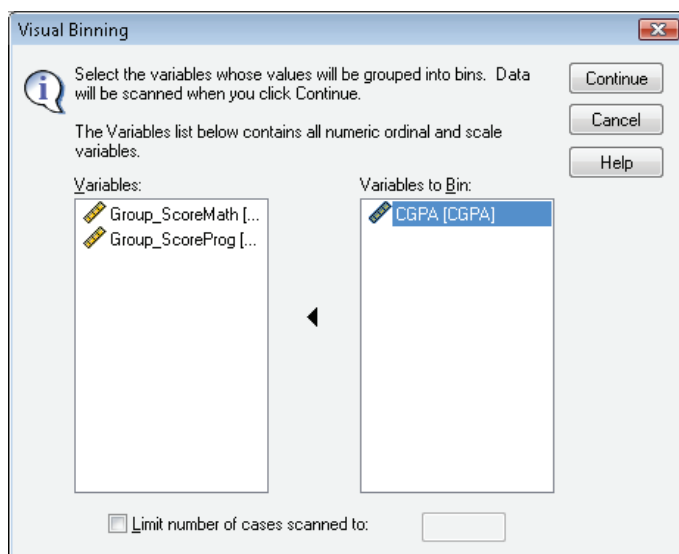 Visual Binning
Select the variables whose values will be grouped into bins. Data
will be scanned when you click Continue.
The Variables list below contains all numeric ordinal and scale
variables.
Continue
Cancel
Help
Variables:
Group_ScoreMath [...
Group_ScoreProg [...
Variables to Bin:
CGPA [CGPA]
Limit number of cases scanned to: